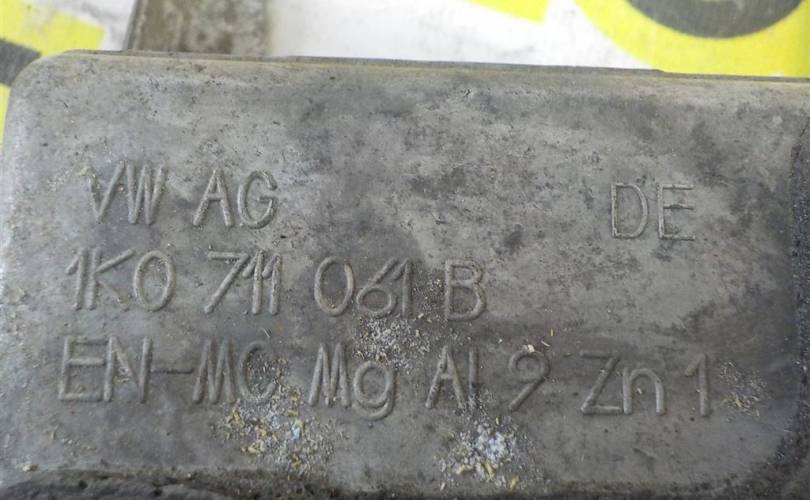 VW AG DE
1K0 711 061 B
EN-MC Mg Al 9 Zn 1